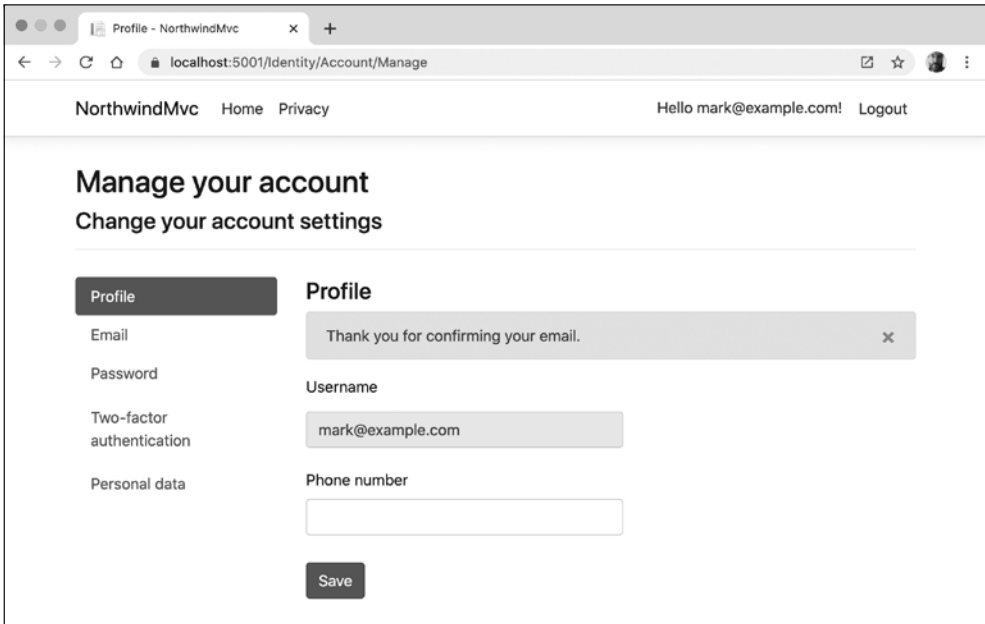 Profile - NorthwindMvc
localhost:5001/Identity/Account/Manage
NorthwindMvc Home Privacy Hello mark@example.com! Logout
Manage your account
Change your account settings
Profile
Email
Password
Two-factor
authentication
Personal data
Profile
Thank you for confirming your email.
Username
mark@example.com
Phone number
Save